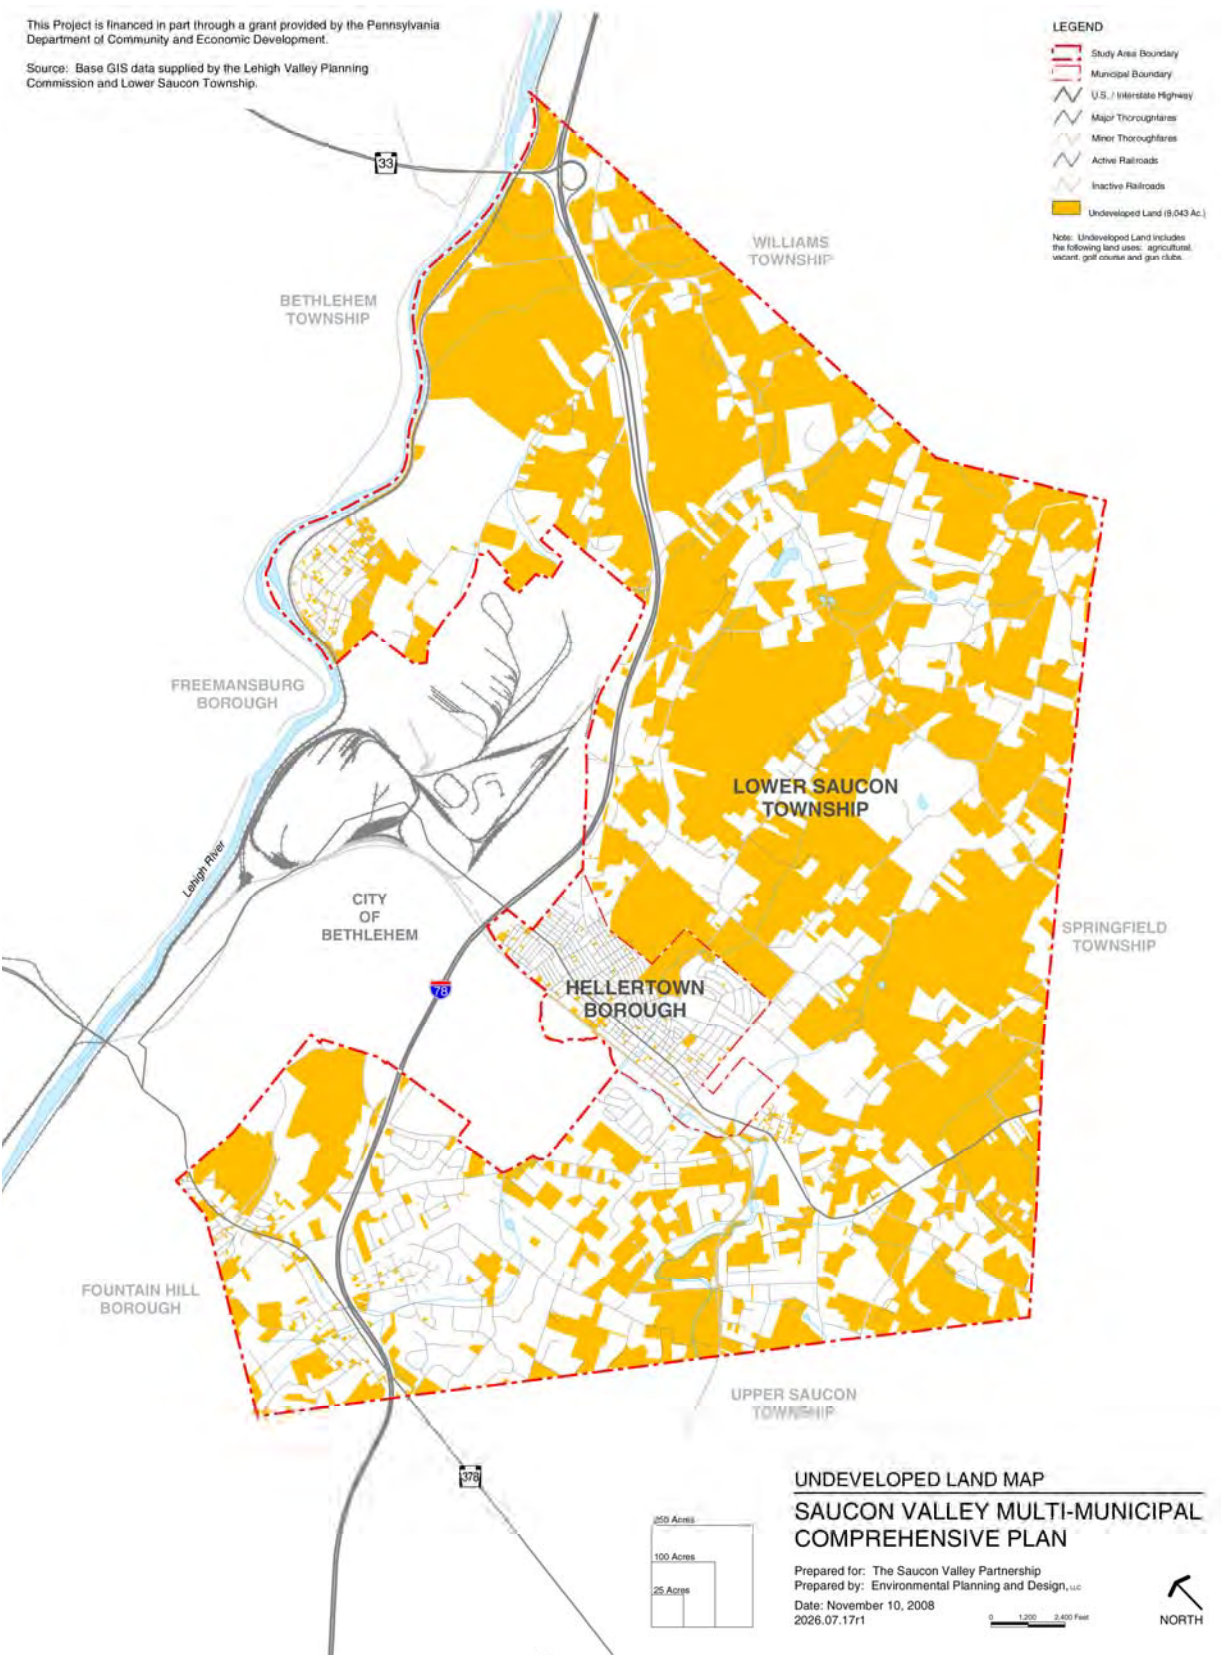 This Project is financed in part through a grant provided by the Pennsylvania
Department of Community and Economic Development.
Source: Base GIS data supplied by the Lehigh Valley Planning
Commission and Lower Saucon Township.
LEGEND
Study Area Boundary
Municipal Boundary
U.S. / Interstate Highway
Major Thoroughfares
Minor Thoroughfares
Active Railroads
Inactive Railroads
Undeveloped Land (9,043 Ac.)
Note: Undeveloped Land includes
the following land uses: agricultural,
vacant, golf course and gun clubs.
33
WILLIAMS
TOWNSHIP
BETHLEHEM
TOWNSHIP
FREEMANSBURG
BOROUGH
LOWER SAUCON
TOWNSHIP
Lehigh River
CITY
OF
BETHLEHEM
SPRINGFIELD
TOWNSHIP
78
HELLERTOWN
BOROUGH
FOUNTAIN HILL
BOROUGH
UPPER SAUCON
TOWNSHIP
378
250 Acres
100 Acres
25 Acres
UNDEVELOPED LAND MAP
SAUCON VALLEY MULTI-MUNICIPAL
COMPREHENSIVE PLAN
Prepared for: The Saucon Valley Partnership
Prepared by: Environmental Planning and Design, LLC
Date: November 10, 2008
2026.07.17r1
0 1,200 2,400 Feet
NORTH